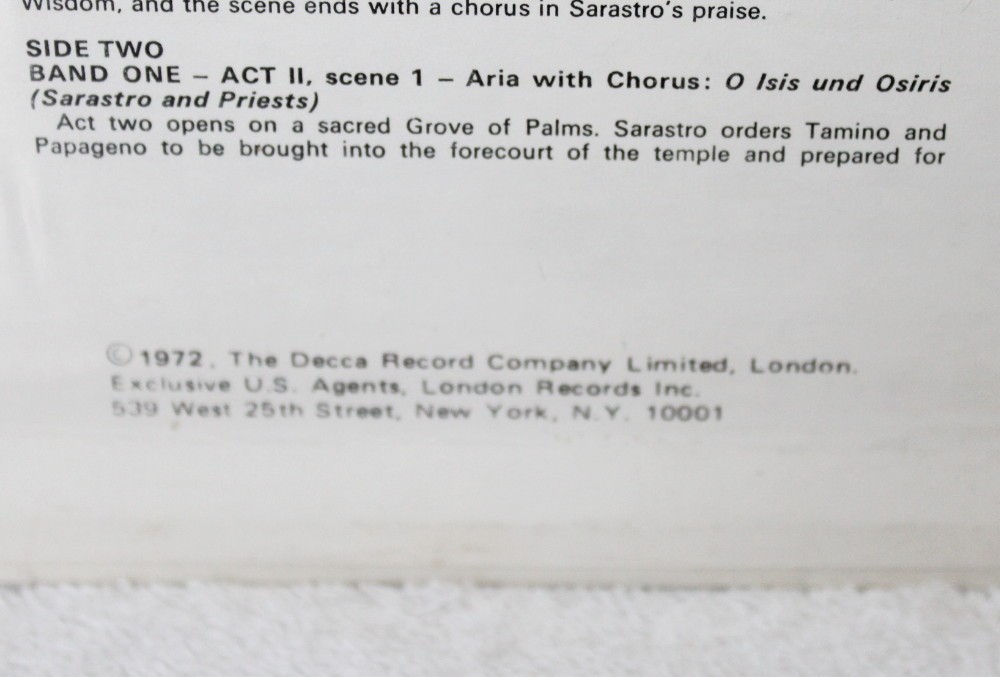 Wisdom, and the scene ends with a chorus in Sarastro's praise.
SIDE TWO
BAND ONE – ACT II, scene 1 – Aria with Chorus: O Isis und Osiris
(Sarastro and Priests)
Act two opens on a sacred Grove of Palms. Sarastro orders Tamino and
Papageno to be brought into the forecourt of the temple and prepared for
©1972, The Decca Record Company Limited, London.
Exclusive U.S. Agents, London Records Inc.
539 West 25th Street, New York, N.Y. 10001